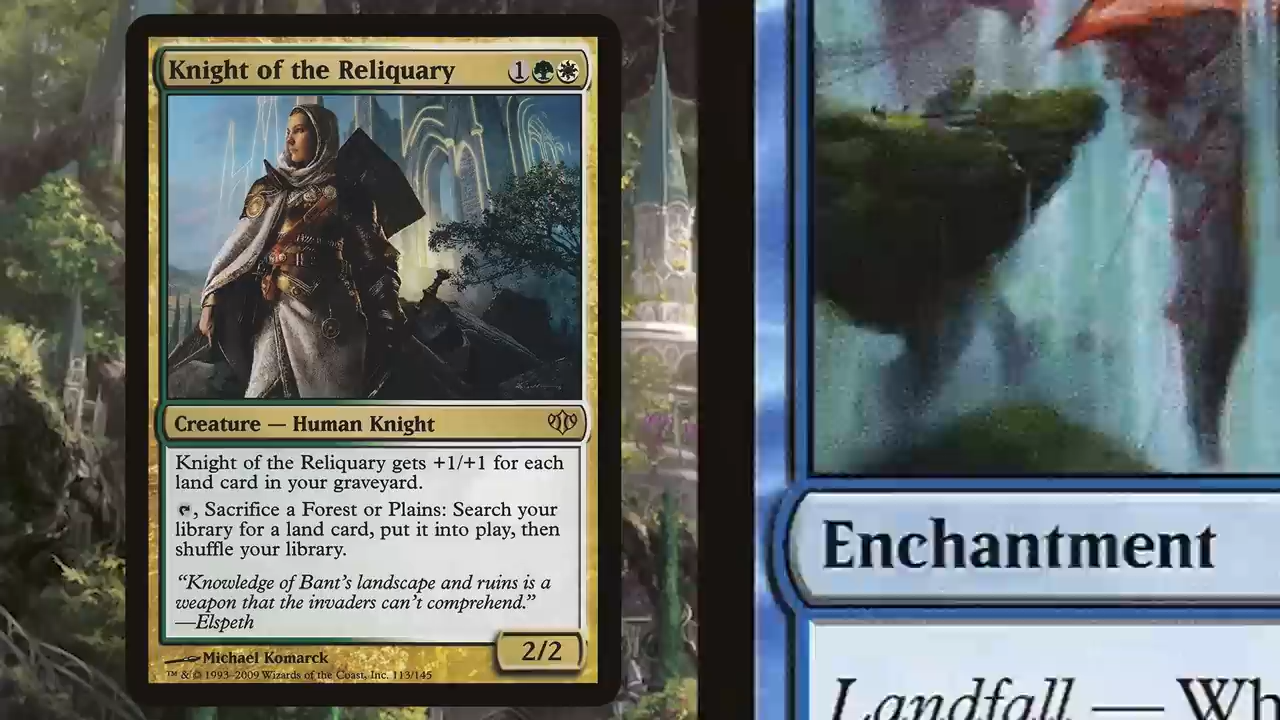 Knight of the Reliquary 1
Creature — Human Knight
Knight of the Reliquary gets +1/+1 for each
land card in your graveyard.
, Sacrifice a Forest or Plains: Search your
library for a land card, put it into play, then
shuffle your library.
“Knowledge of Bant’s landscape and ruins is a
weapon that the invaders can’t comprehend.”
—Elspeth
2/2
Michael Komarck
™ & © 1993–2009 Wizards of the Coast, Inc. 113/145
Enchantment
Landfall — Wh